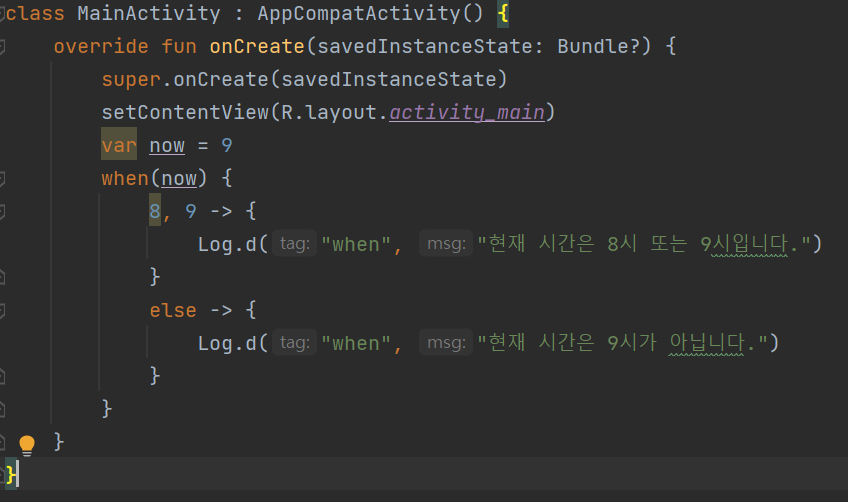 class MainActivity : AppCompatActivity() {
    override fun onCreate(savedInstanceState: Bundle?) {
        super.onCreate(savedInstanceState)
        setContentView(R.layout.activity_main)
        var now = 9
        when(now) {
            8, 9 -> {
                Log.d( tag: "when", msg: "현재 시간은 8시 또는 9시입니다.")
            }
            else -> {
                Log.d( tag: "when", msg: "현재 시간은 9시가 아닙니다.")
            }
        }
    }
}